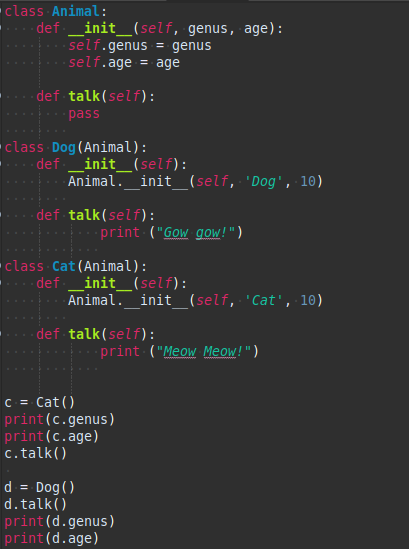 class Animal:
    def __init__(self, genus, age):
        self.genus = genus
        self.age = age
    def talk(self):
        pass
class Dog(Animal):
    def __init__(self):
        Animal.__init__(self, 'Dog', 10)
    def talk(self):
            print ("Gow gow!")
class Cat(Animal):
    def __init__(self):
        Animal.__init__(self, 'Cat', 10)
    def talk(self):
            print ("Meow Meow!")
c = Cat()
print(c.genus)
print(c.age)
c.talk()
d = Dog()
d.talk()
print(d.genus)
print(d.age)